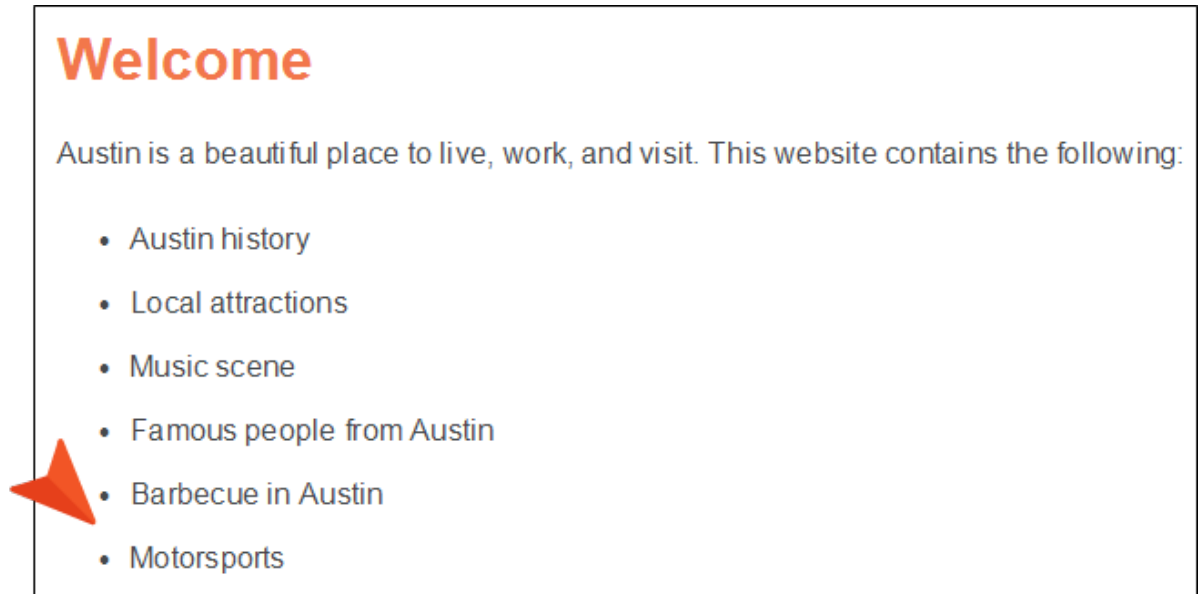 Welcome
Austin is a beautiful place to live, work, and visit. This website contains the following:
• Austin history
• Local attractions
• Music scene
• Famous people from Austin
• Barbecue in Austin
• Motorsports